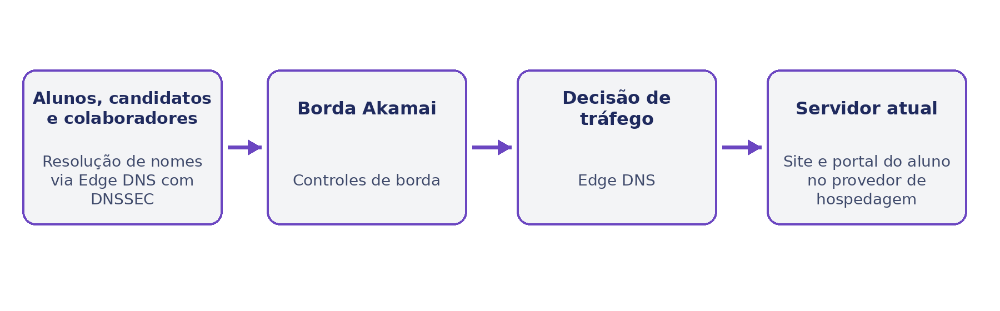 Alunos, candidatos
e colaboradores
Resolução de nomes
via Edge DNS com
DNSSEC
Borda Akamai
Controles de borda
Decisão de
tráfego
Edge DNS
Servidor atual
Site e portal do aluno
no provedor de
hospedagem